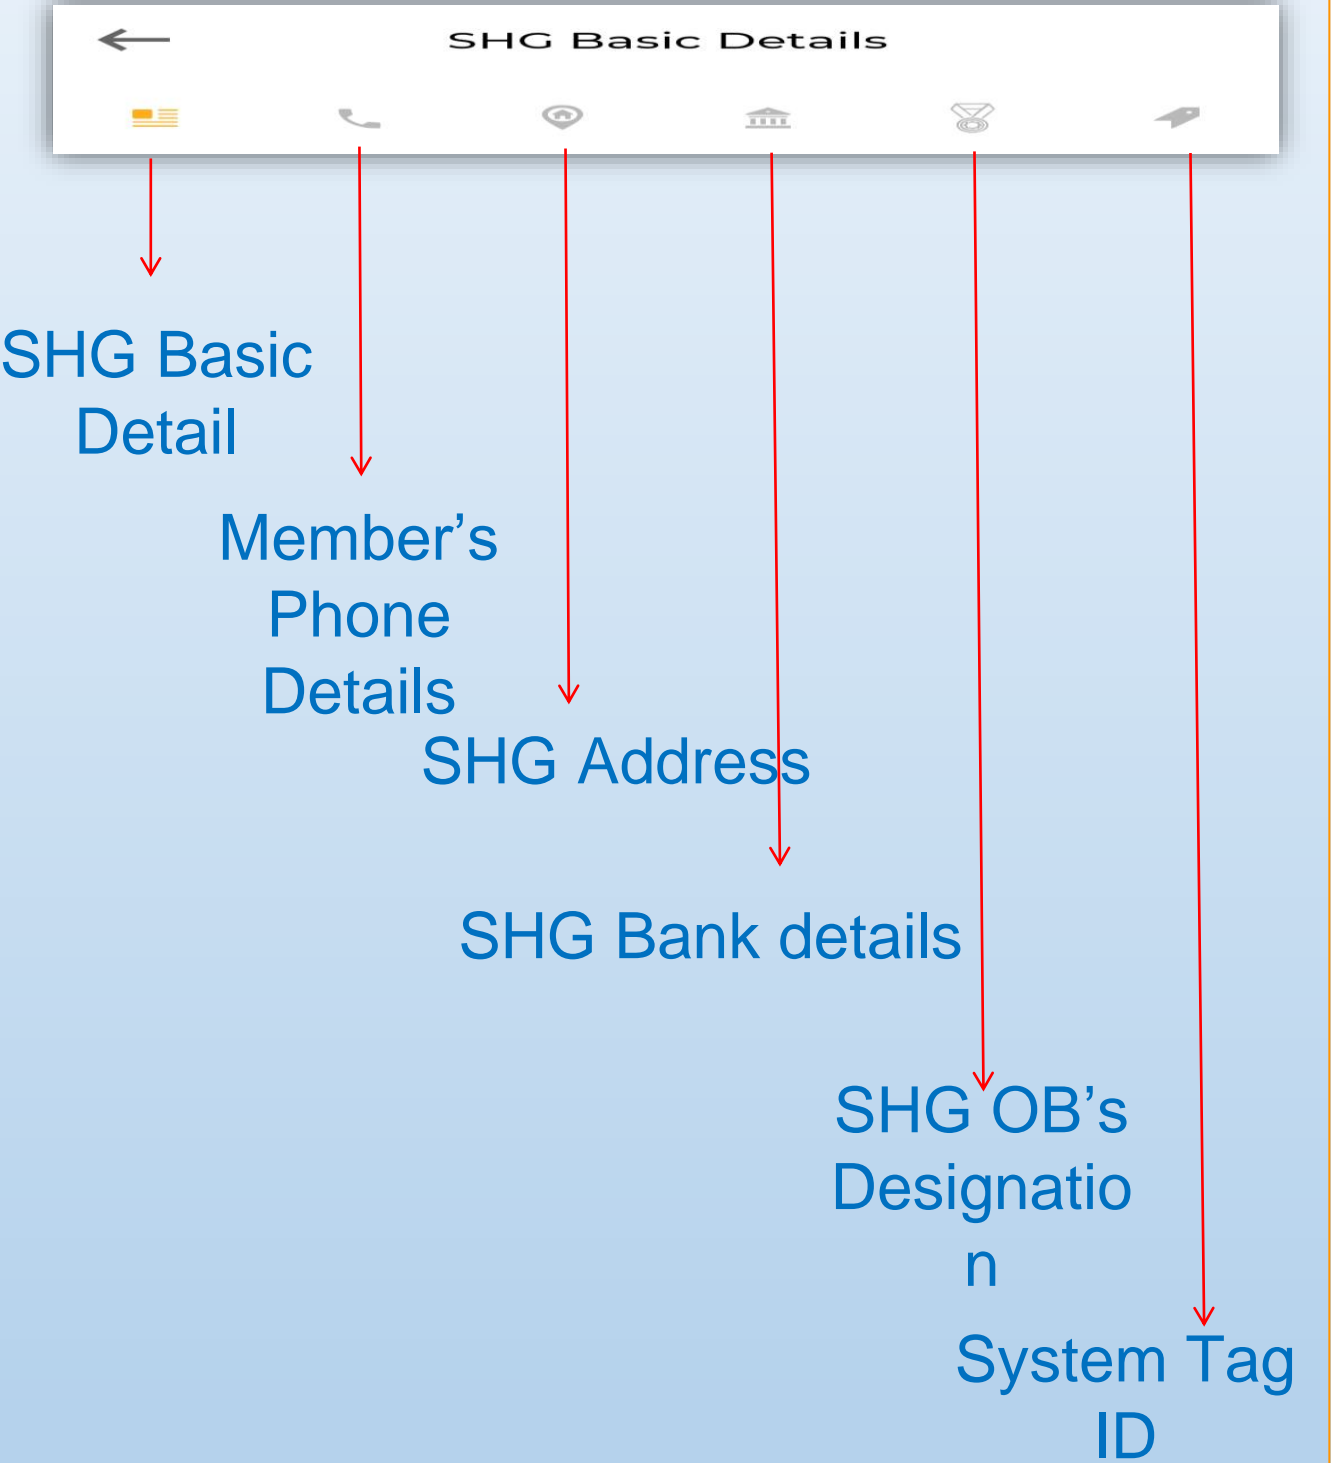 SHG Basic Details
SHG Basic
Detail
Member’s
Phone
Details
SHG Address
SHG Bank details
SHG OB’s
Designatio
n
System Tag
ID